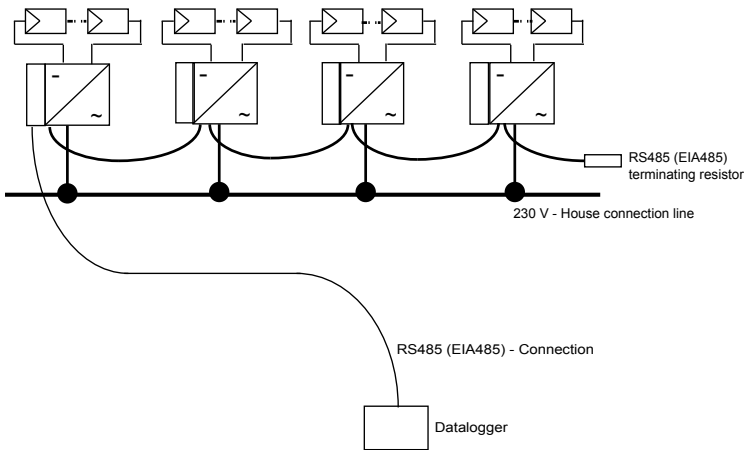 -
~
-
~
-
~
-
~
RS485 (EIA485)
terminating resistor
230 V - House connection line
RS485 (EIA485) - Connection
Datalogger